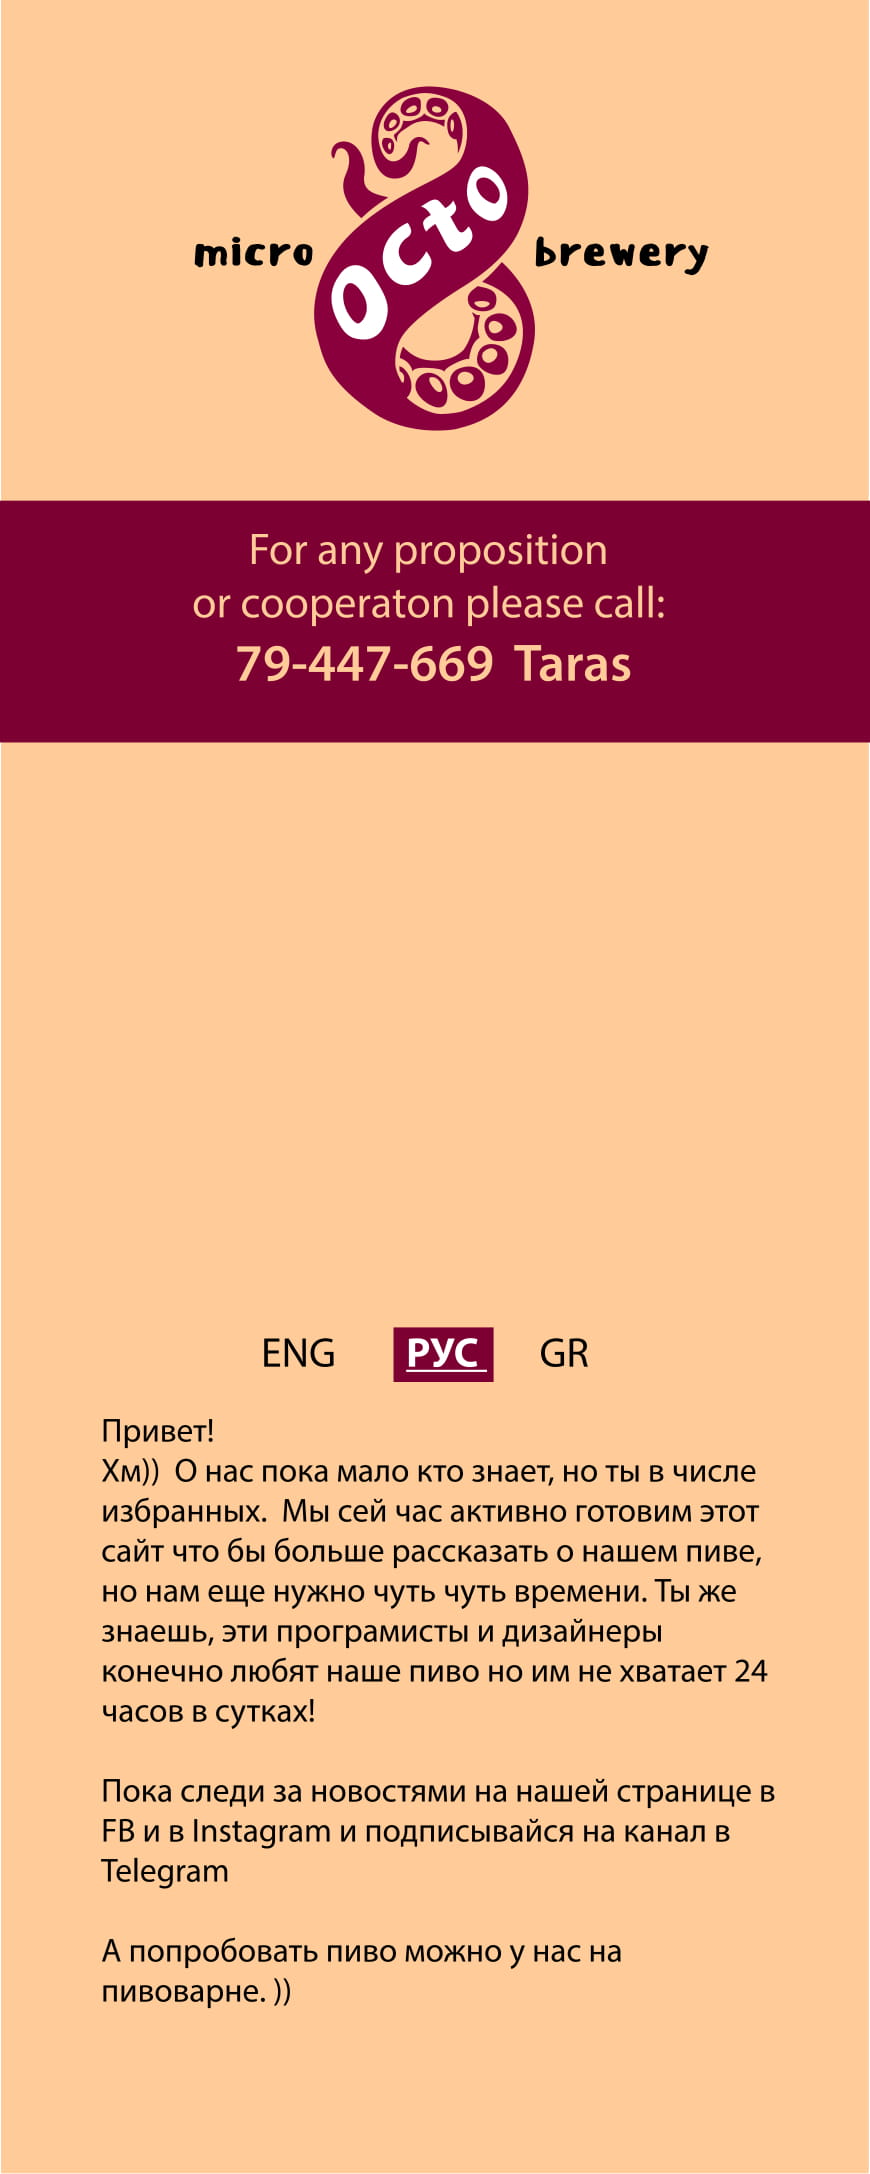 micro Octo brewery
For any proposition
or cooperaton please call:
79-447-669 Taras
ENG РУС GR
Привет!
Хм)) О нас пока мало кто знает, но ты в числе
избранных. Мы сей час активно готовим этот
сайт что бы больше рассказать о нашем пиве,
но нам еще нужно чуть чуть времени. Ты же
знаешь, эти програмисты и дизайнеры
конечно любят наше пиво но им не хватает 24
часов в сутках!
Пока следи за новостями на нашей странице в
FB и в Instagram и подписывайся на канал в
Telegram
А попробовать пиво можно у нас на
пивоварне. ))